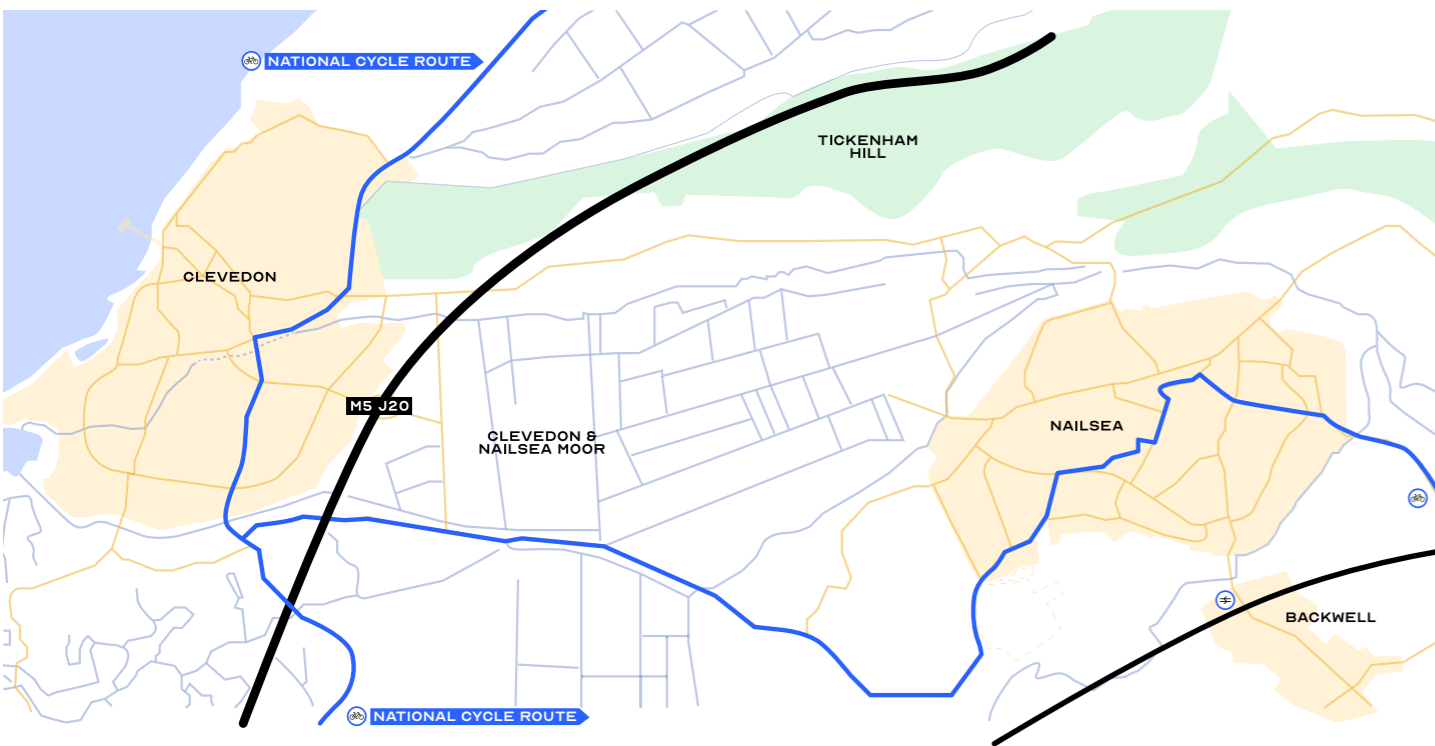 NATIONAL CYCLE ROUTE
TICKENHAM
HILL
CLEVEDON
M5 J20
CLEVEDON &
NAILSEA MOOR
NAILSEA
BACKWELL
NATIONAL CYCLE ROUTE